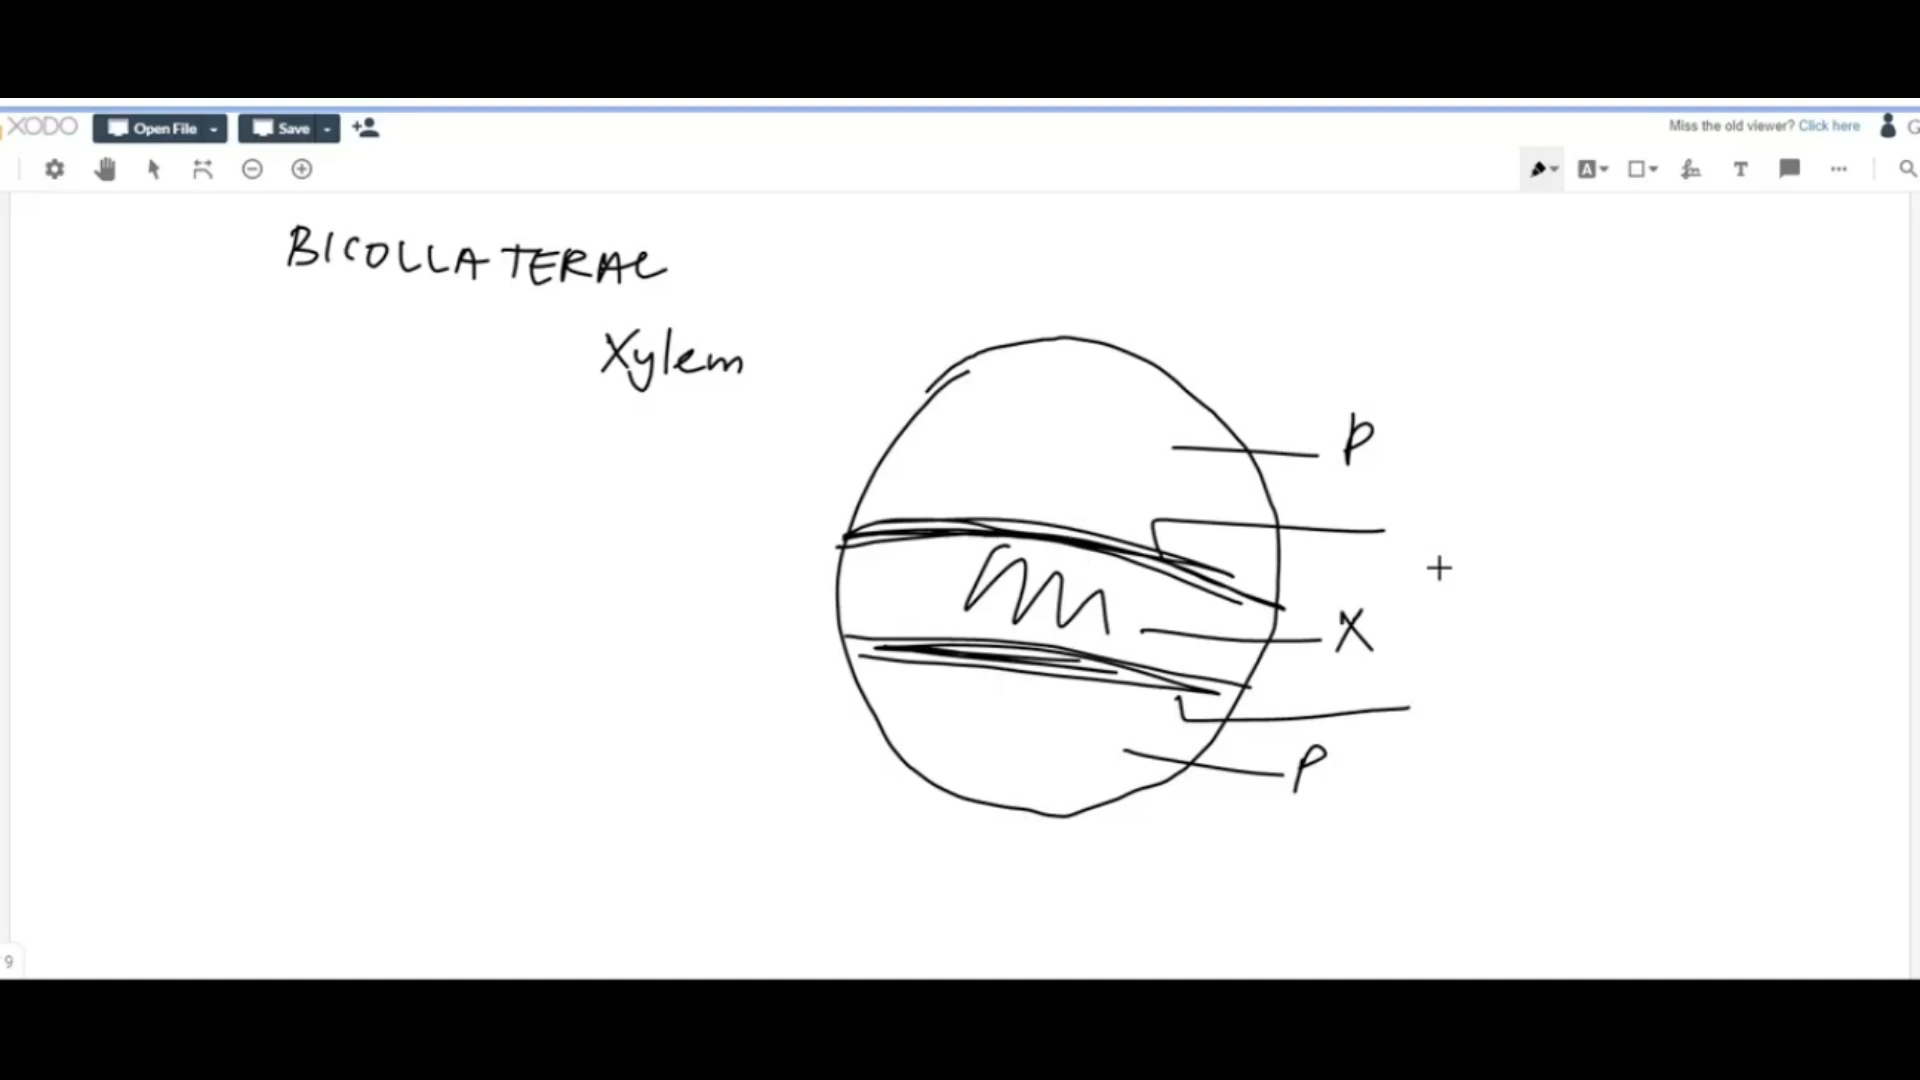 XODO Open File Save Miss the old viewer? Click here G
A T
BICOLLATERAL
Xylem
P
X
P
9